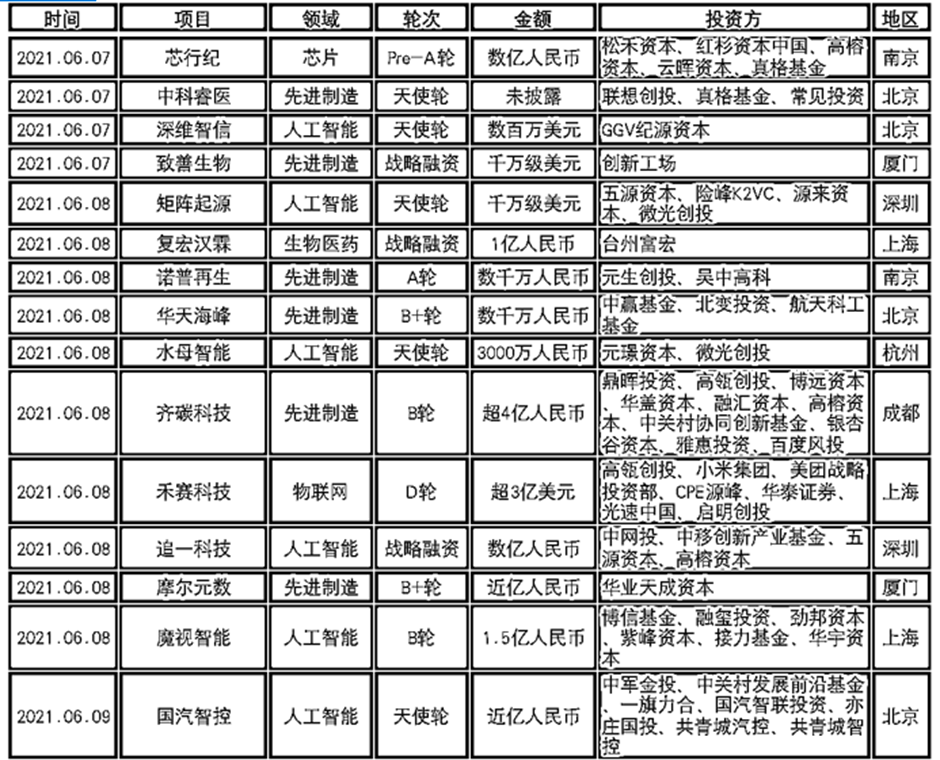 时间 项目 领域 轮次 金额 投资方 地区
2021.06.07 芯行纪 芯片 Pre-A轮 数亿人民币 松禾资本、红杉资本中国、高榕
资本、云晖资本、真格基金 南京
2021.06.07 中科睿医 先进制造 天使轮 未披露 联想创投、真格基金、常见投资 北京
2021.06.07 深维智信 人工智能 天使轮 数百万美元 GGV纪源资本 北京
2021.06.07 致善生物 先进制造 战略融资 千万级美元 创新工场 厦门
2021.06.08 矩阵起源 人工智能 天使轮 千万级美元 五源资本、险峰K2VC、源来资
本、微光创投 深圳
2021.06.08 复宏汉霖 生物医药 战略融资 1亿人民币 台州富宏 上海
2021.06.08 诺普再生 先进制造 A轮 数千万人民币 元生创投、吴中高科 南京
2021.06.08 华天海峰 先进制造 B+轮 数千万人民币 中赢基金、北变投资、航天科工
基金 北京
2021.06.08 水母智能 人工智能 天使轮 3000万人民币 元璟资本、微光创投 杭州
2021.06.08 齐碳科技 先进制造 B轮 超4亿人民币 鼎晖投资、高瓴创投、博远资本
、华盖资本、融汇资本、高榕资
本、中关村协同创新基金、银杏
谷资本、雅惠投资、百度风投 成都
2021.06.08 禾赛科技 物联网 D轮 超3亿美元 高瓴创投、小米集团、美团战略
投资部、CPE源峰、华泰证券、
光速中国、启明创投 上海
2021.06.08 追一科技 人工智能 战略融资 数亿人民币 中网投、中移创新产业基金、五
源资本、高榕资本 深圳
2021.06.08 摩尔元数 先进制造 B+轮 近亿人民币 华业天成资本 厦门
2021.06.08 魔视智能 人工智能 B轮 1.5亿人民币 博信基金、融玺投资、劲邦资本
、紫峰资本、接力基金、华宇资
本 上海
2021.06.09 国汽智控 人工智能 天使轮 近亿人民币 中军金投、中关村发展前沿基金
、一旗力合、国汽智联投资、亦
庄国投、共青城汽控、共青城智
控 北京